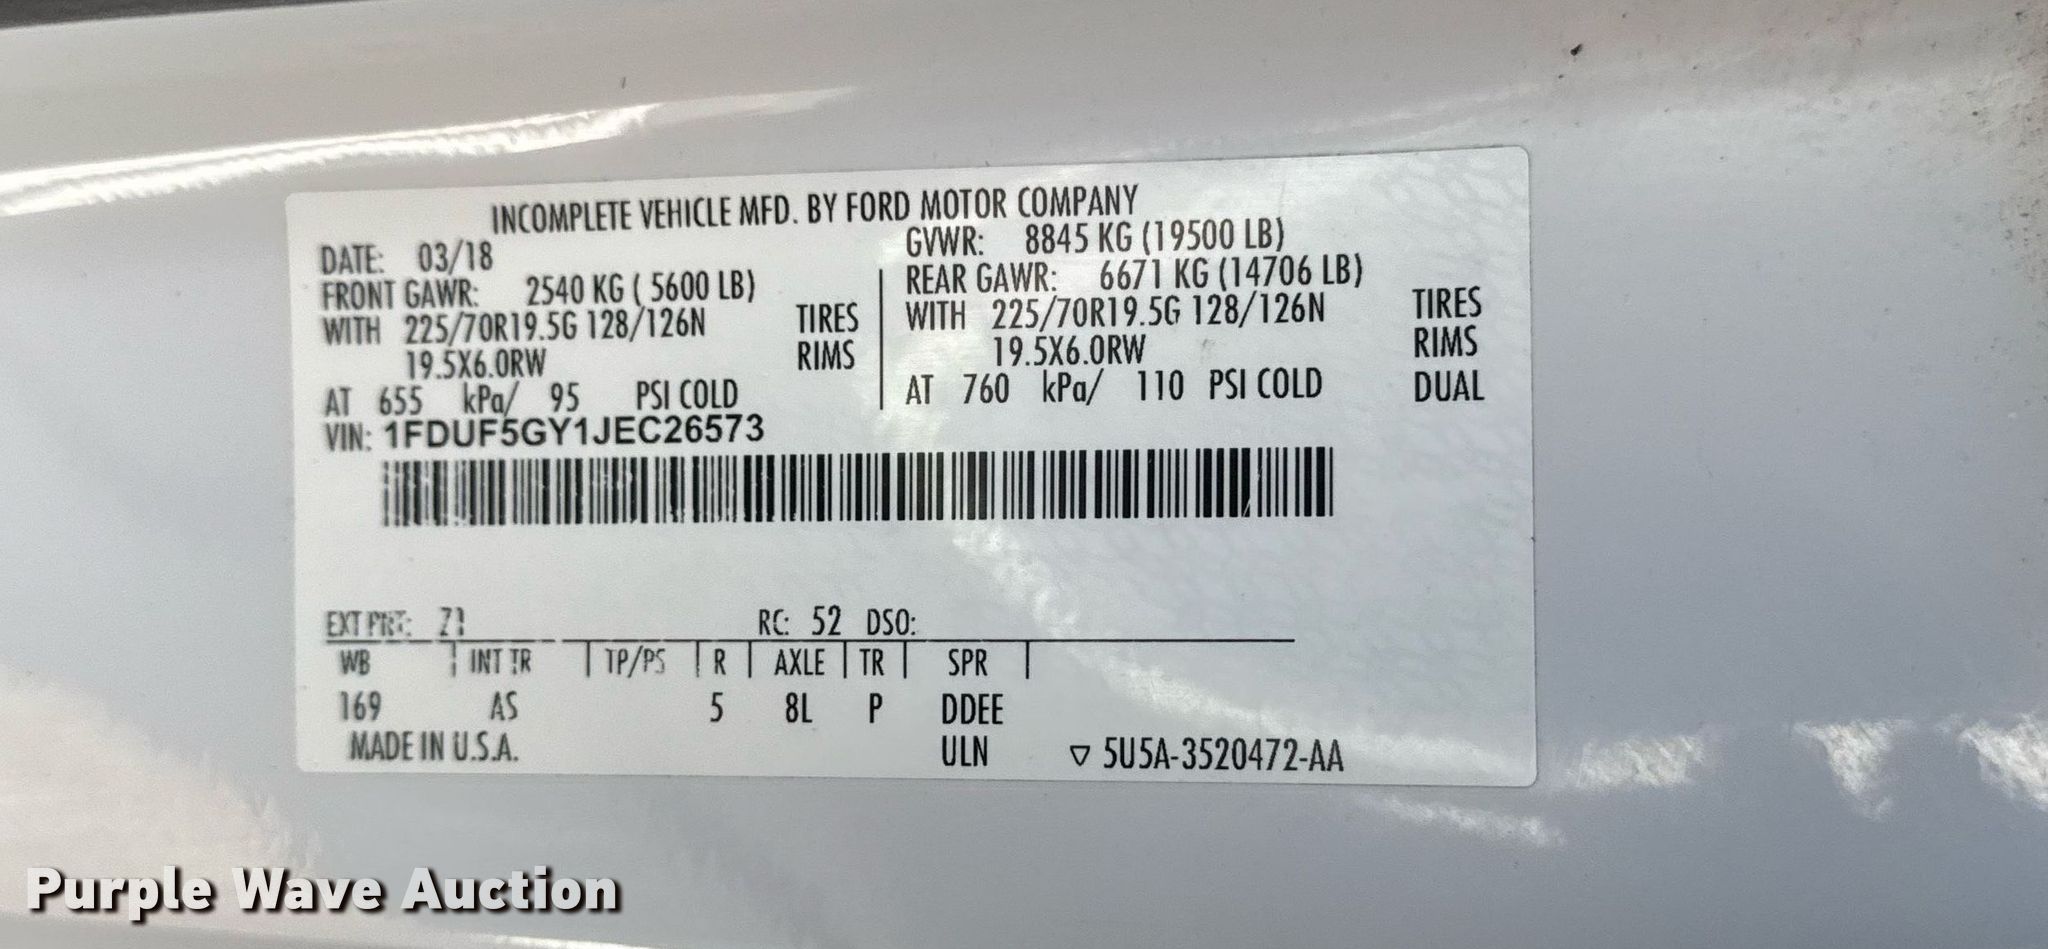 INCOMPLETE VEHICLE MFD. BY FORD MOTOR COMPANY
DATE: 03/18 GVWR: 8845 KG (19500 LB)
FRONT GAWR: 2540 KG ( 5600 LB) REAR GAWR: 6671 KG (14706 LB)
WITH 225/70R19.5G 128/126N TIRES WITH 225/70R19.5G 128/126N TIRES
19.5X6.0RW RIMS 19.5X6.0RW RIMS
AT 655 kPa/ 95 PSI COLD AT 760 kPa/ 110 PSI COLD DUAL
VIN: 1FDUF5GY1JEC26573
EXT PNT: Z1 RC: 52 DSO:
WB INT TR TP/PS R AXLE TR SPR
169 AS 5 8L P DDEE
MADE IN U.S.A. ULN ▽ 5U5A-3520472-AA
Purple Wave Auction